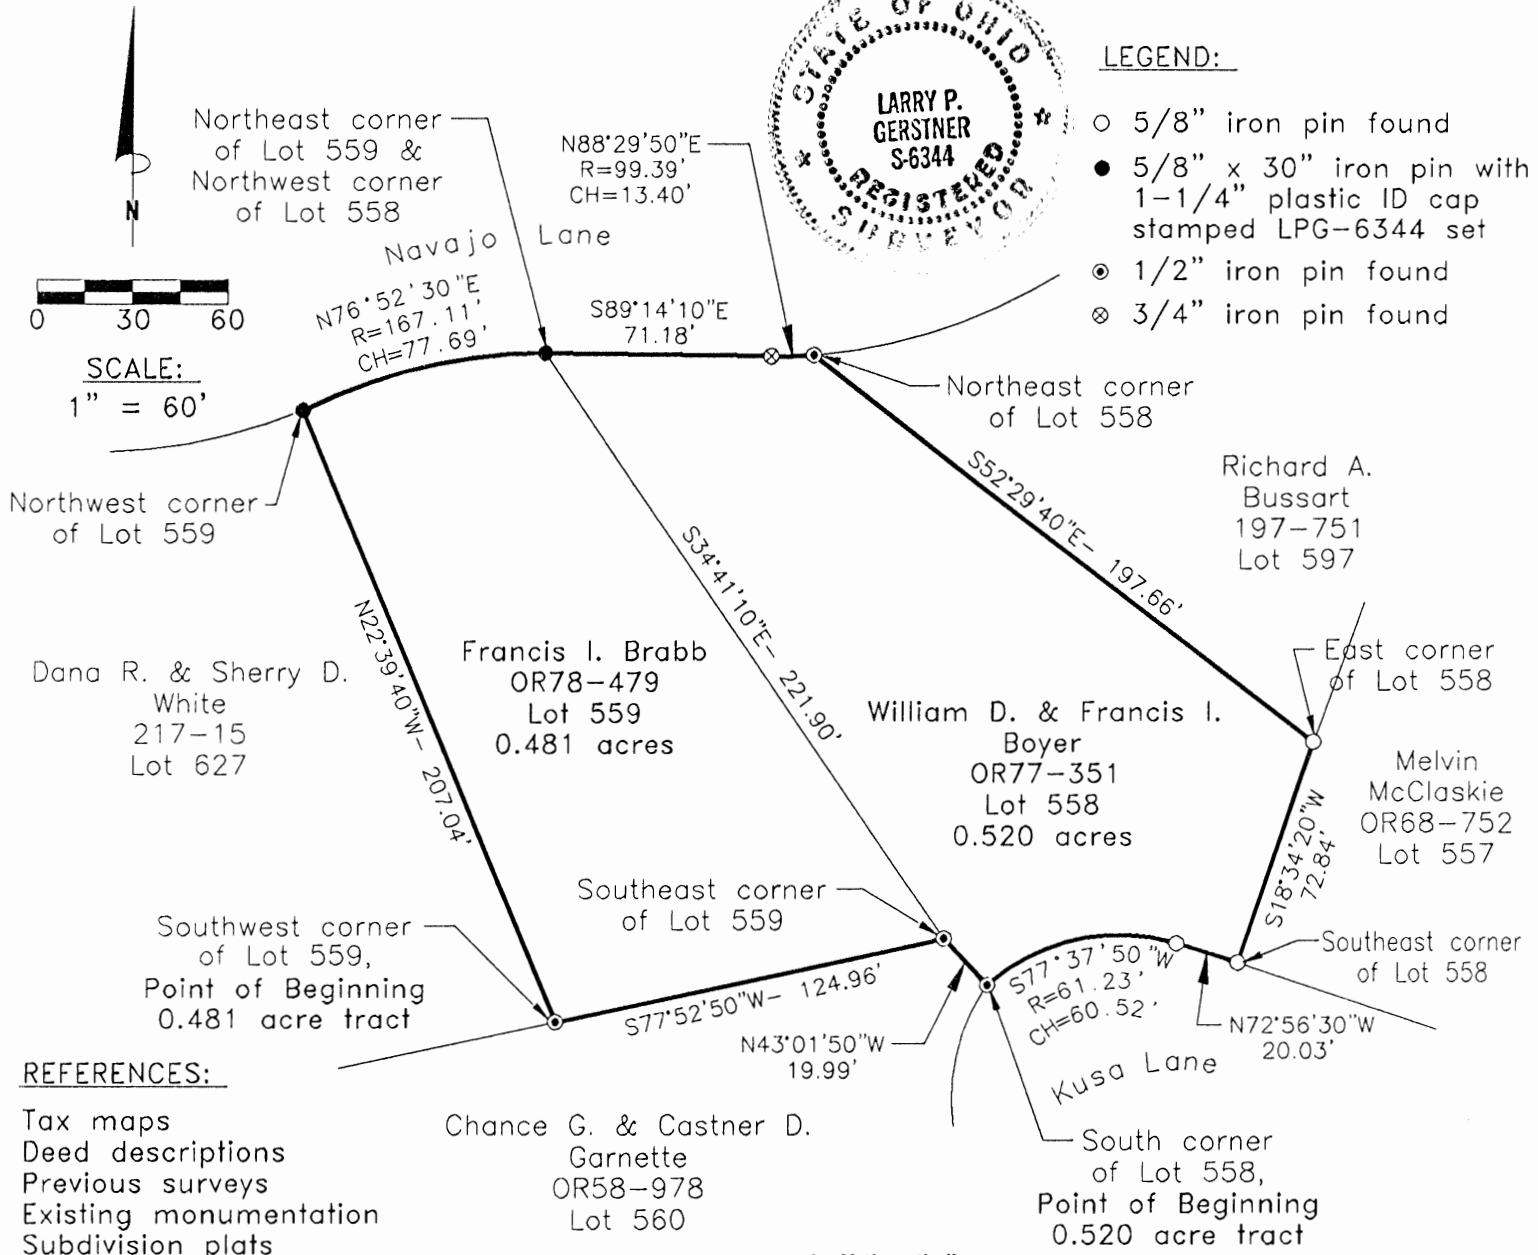 STATE OF OHIO
LARRY P.
GERSTNER
S-6344
REGISTERED
SURVEYOR
LEGEND:
5/8" iron pin found
5/8" x 30" iron pin with
1-1/4" plastic ID cap
stamped LPG-6344 set
1/2" iron pin found
3/4" iron pin found
N
0 30 60
SCALE:
1" = 60'
Northeast corner
of Lot 559 &
Northwest corner
of Lot 558
N88°29'50"E
R=99.39'
CH=13.40'
Navajo Lane
N76°52'30"E
R=167.11'
CH=77.69'
S89°14'10"E
71.18'
Northeast corner
of Lot 558
Northwest corner
of Lot 559
S52°29'40"E- 197.66'
Richard A.
Bussart
197-751
Lot 597
S34°41'10"E- 221.90'
N22°39'40"W- 207.04'
Dana R. & Sherry D.
White
217-15
Lot 627
Francis I. Brabb
OR78-479
Lot 559
0.481 acres
William D. & Francis I.
Boyer
OR77-351
Lot 558
0.520 acres
East corner
of Lot 558
Melvin
McClaskie
OR68-752
Lot 557
S18°34'20"W
72.84'
Southeast corner
of Lot 559
Southwest corner
of Lot 559,
Point of Beginning
0.481 acre tract
S77°52'50"W- 124.96'
N43°01'50"W
19.99'
S77°37'50"W
R=61.23'
CH=60.52'
Southeast corner
of Lot 558
N72°56'30"W
20.03'
Kusa Lane
REFERENCES:
Tax maps
Deed descriptions
Previous surveys
Existing monumentation
Subdivision plats
Chance G. & Castner D.
Garnette
OR58-978
Lot 560
South corner
of Lot 558,
Point of Beginning
0.520 acre tract